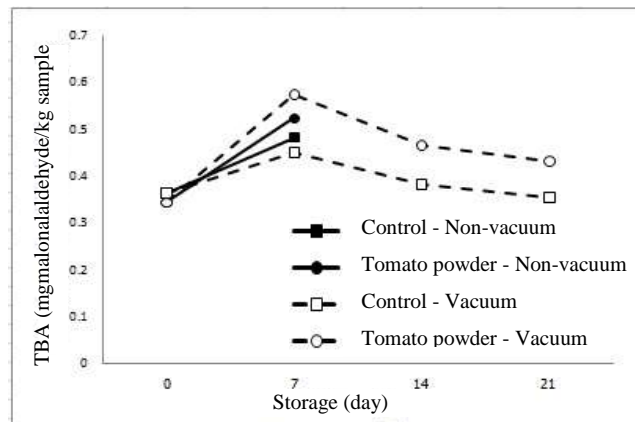 0.7
0.6
0.5
0.4
0.3
0.2
0.1
0
TBA (mgmalonalaldehyde/kg sample
Control - Non-vacuum
Tomato powder - Non-vacuum
Control - Vacuum
Tomato powder - Vacuum
0 7 14 21
Storage (day)